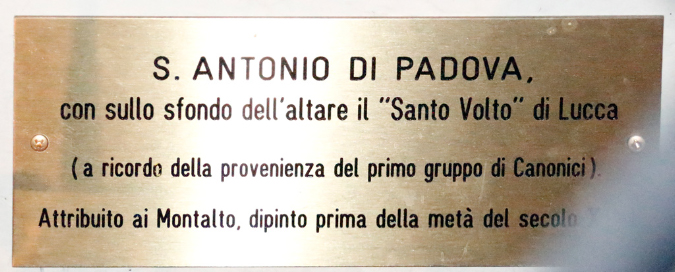 S. ANTONIO DI PADOVA,
con sullo sfondo dell'altare il "Santo Volto" di Lucca
(a ricordo della provenienza del primo gruppo di Canonici).
Attribuito ai Montalto, dipinto prima della metà del secolo